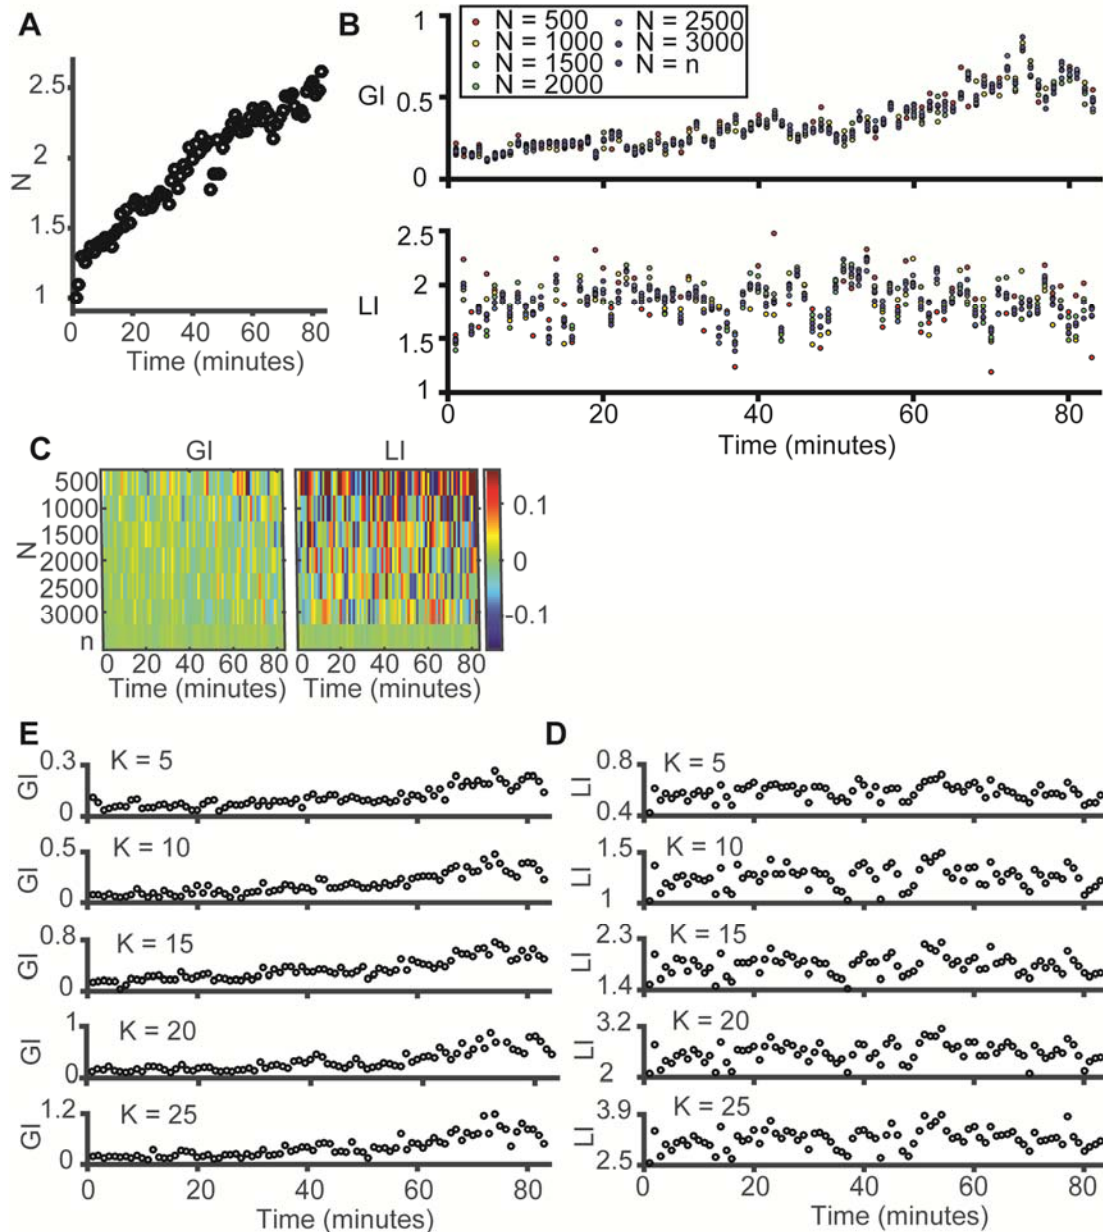 A
N
2.5
2
1.5
1
0 20 40 60 80
Time (minutes)
B
N = 500 N = 2500
N = 1000 N = 3000
N = 1500 N = n
N = 2000
GI
1
0.5
0
LI
2.5
2
1.5
1
0 20 40 60 80
Time (minutes)
C
GI LI
N
500
1000
1500
2000
2500
3000
n
0.1
0
-0.1
0 20 40 60 80 0 20 40 60 80
Time (minutes) Time (minutes)
E
GI
0.3
0
K = 5
GI
0.5
0
K = 10
GI
0.8
0
K = 15
GI
1
0
K = 20
GI
1.2
0
K = 25
0 20 40 60 80
Time (minutes)
D
LI
0.8
0.4
K = 5
LI
1.5
1
K = 10
LI
2.3
1.4
K = 15
LI
3.2
2
K = 20
LI
3.9
2.5
K = 25
0 20 40 60 80
Time (minutes)